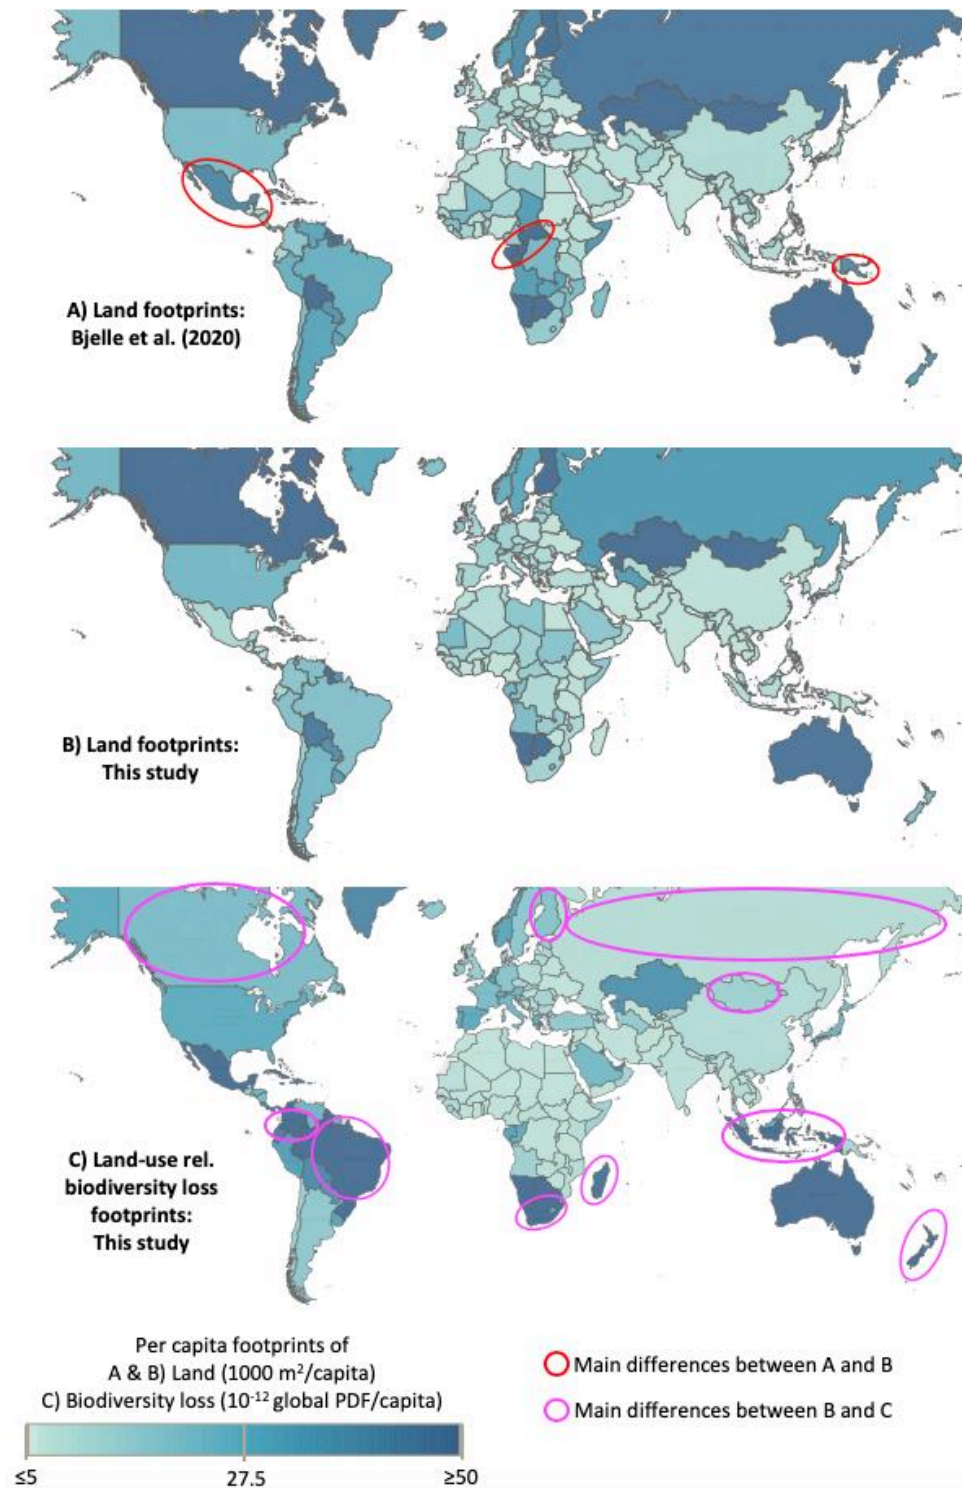 A) Land footprints:
Bjelle et al. (2020)
B) Land footprints:
This study
C) Land-use rel.
biodiversity loss
footprints:
This study
Per capita footprints of
A & B) Land (1000 m²/capita)
C) Biodiversity loss (10⁻¹² global PDF/capita)
≤5
27.5
≥50
Main differences between A and B
Main differences between B and C